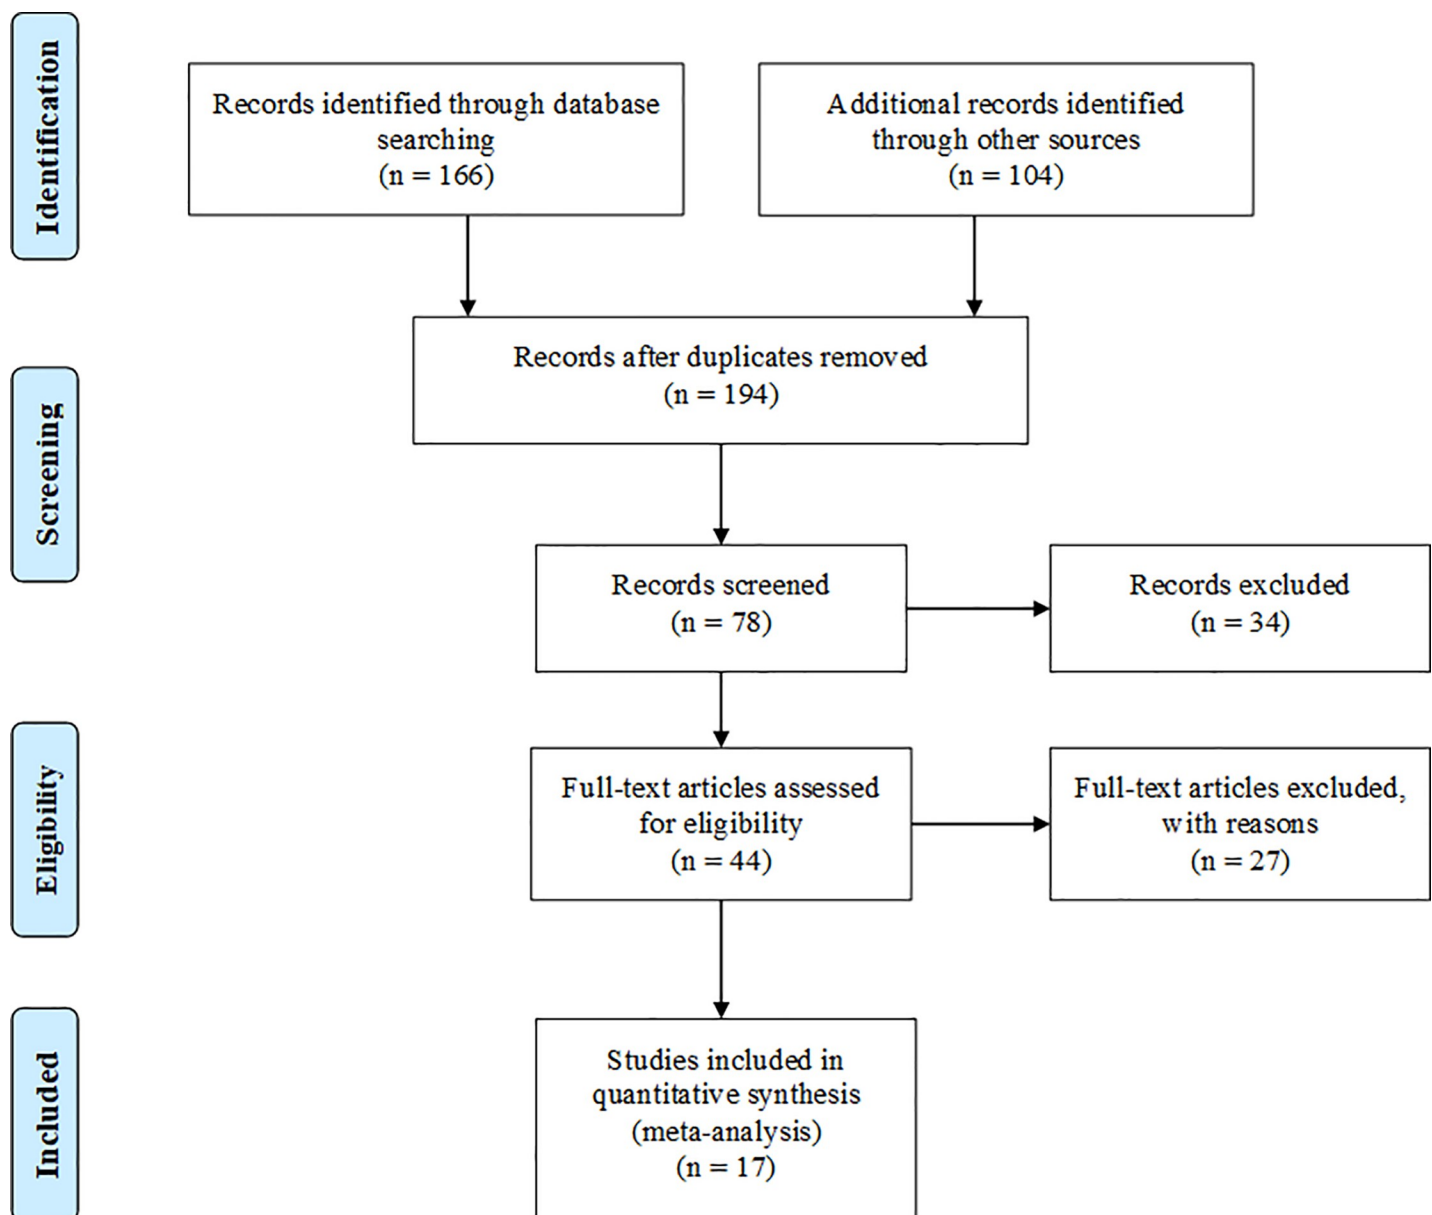 Identification
Records identified through database
searching
(n = 166)
Additional records identified
through other sources
(n = 104)
Records after duplicates removed
(n = 194)
Screening
Records screened
(n = 78)
Records excluded
(n = 34)
Eligibility
Full-text articles assessed
for eligibility
(n = 44)
Full-text articles excluded,
with reasons
(n = 27)
Included
Studies included in
quantitative synthesis
(meta-analysis)
(n = 17)